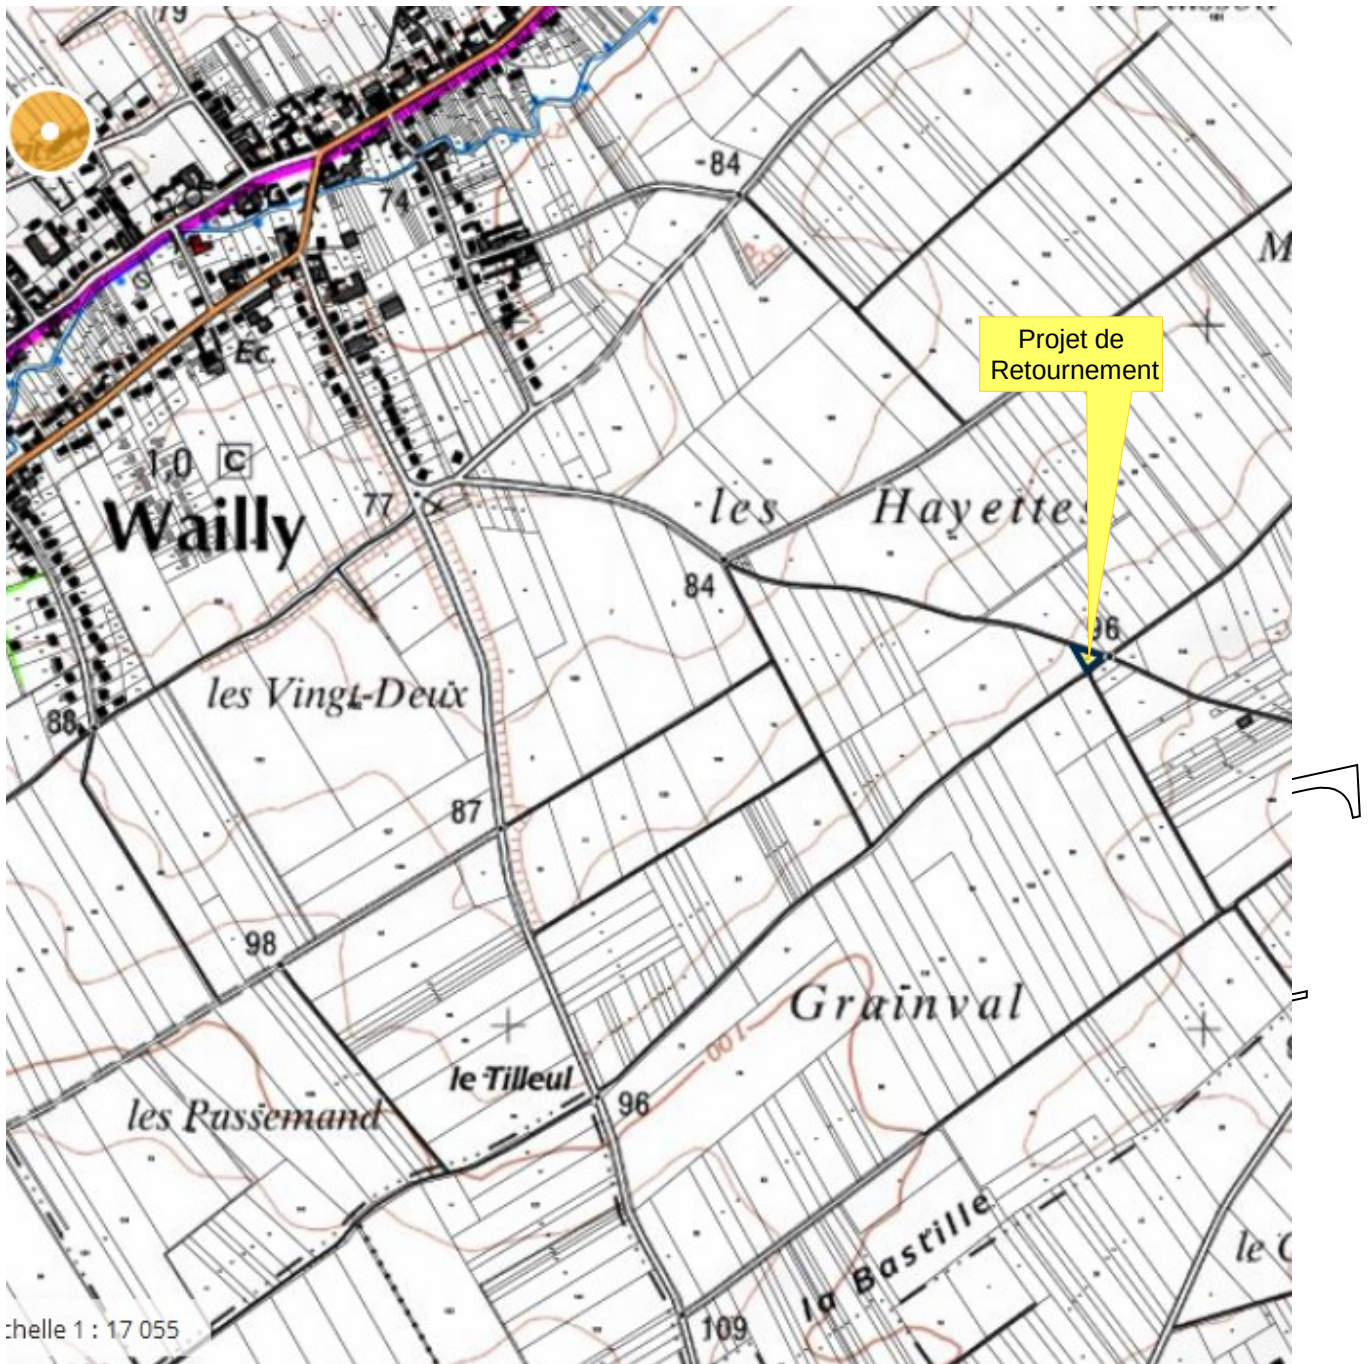 79
84
74
M
Projet de
Retournement
Ec.
10 C
Wailly
77
les Hayettes
84
96
les Vingt-Deux
88
87
98
Grainval
100
le Tilleul
96
les Passemand
la Bastille
le C
109
chelle 1 : 17 055